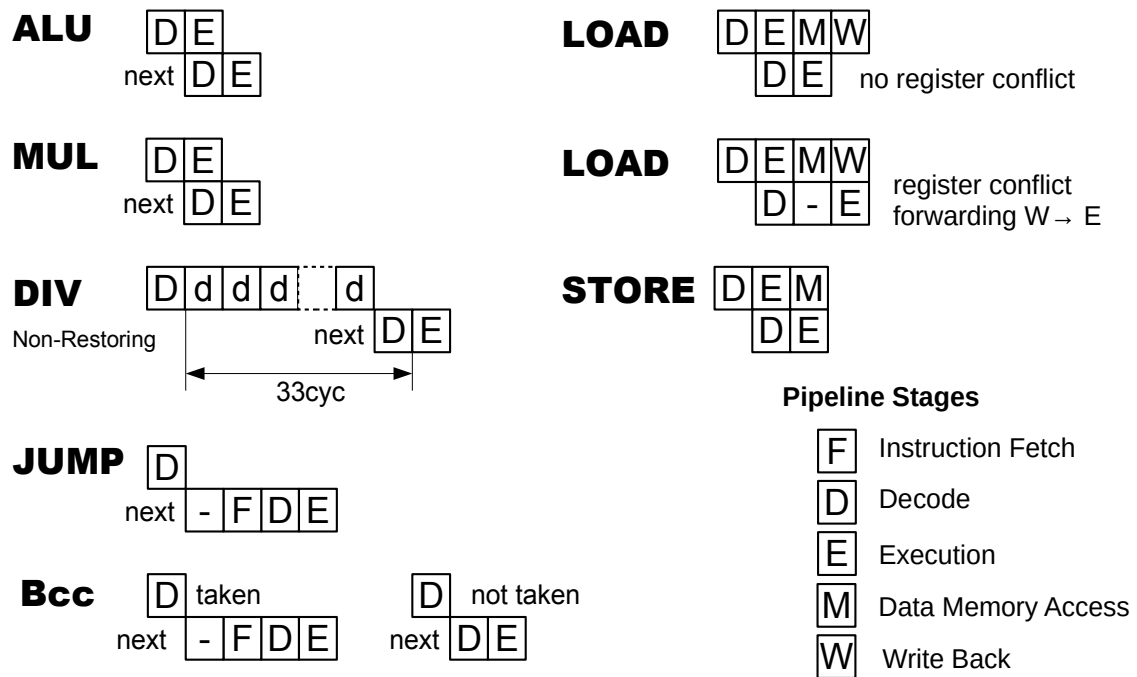 ALU D E
next D E
MUL D E
next D E
DIV D d d d d
Non-Restoring next D E
33cyc
JUMP D
next - F D E
Bcc D taken
next - F D E
D not taken
next D E
LOAD D E M W
D E no register conflict
LOAD D E M W
D - E register conflict
forwarding W → E
STORE D E M
D E
Pipeline Stages
F Instruction Fetch
D Decode
E Execution
M Data Memory Access
W Write Back